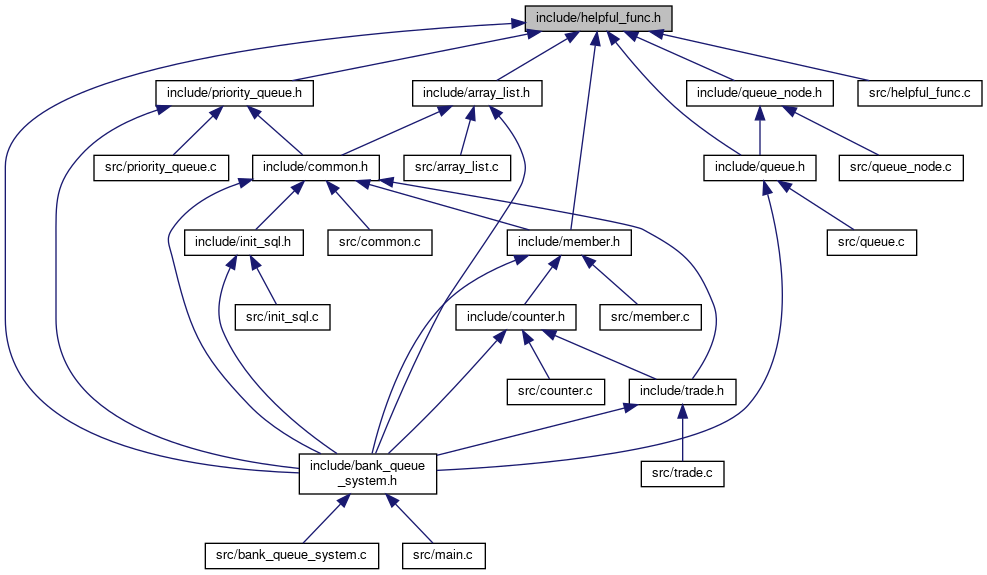 include/helpful_func.h
include/priority_queue.h
include/array_list.h
include/queue_node.h
src/helpful_func.c
src/priority_queue.c
include/common.h
src/array_list.c
include/queue.h
src/queue_node.c
include/init_sql.h
src/common.c
include/member.h
src/queue.c
src/init_sql.c
include/counter.h
src/member.c
src/counter.c
include/trade.h
include/bank_queue
_system.h
src/trade.c
src/bank_queue_system.c
src/main.c